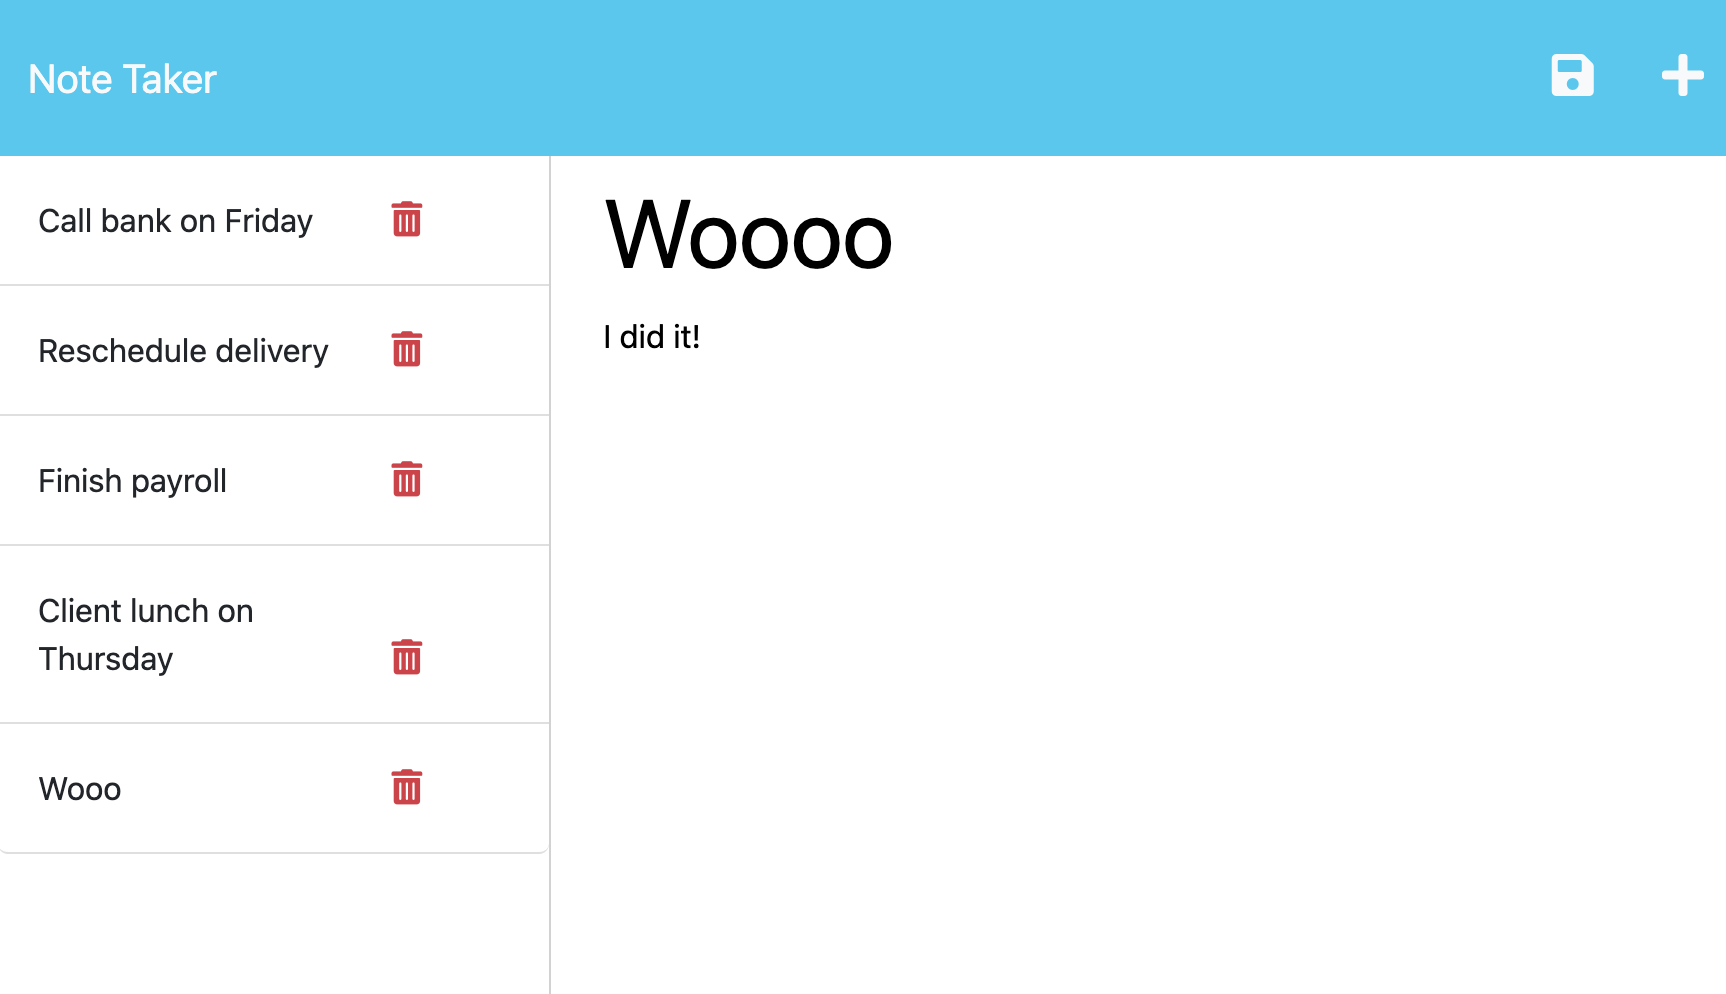 Note Taker
Call bank on Friday
Reschedule delivery
Finish payroll
Client lunch on
Thursday
Wooo
Woooo
I did it!